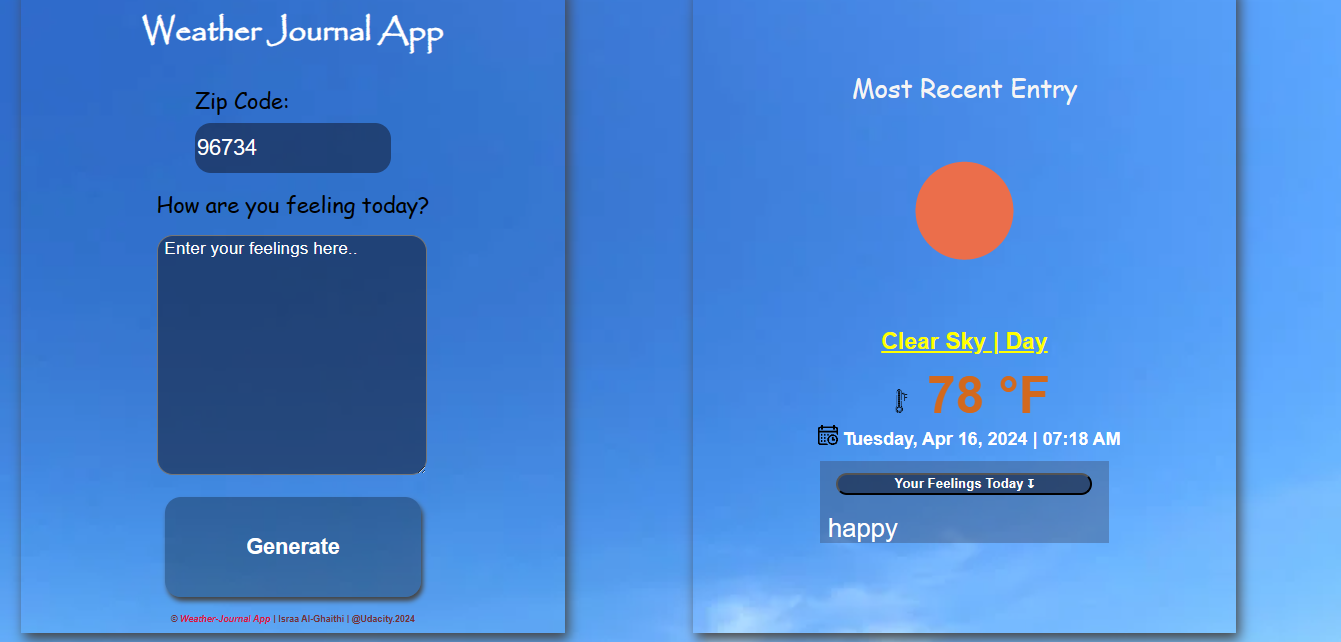 Weather Journal App
Zip Code:
96734
How are you feeling today?
Enter your feelings here..
Generate
© Weather-Journal App | Israa Al-Ghaithi | @Udacity.2024
Most Recent Entry
Clear Sky | Day
°F
78 °F
Tuesday, Apr 16, 2024 | 07:18 AM
Your Feelings Today ↧
happy